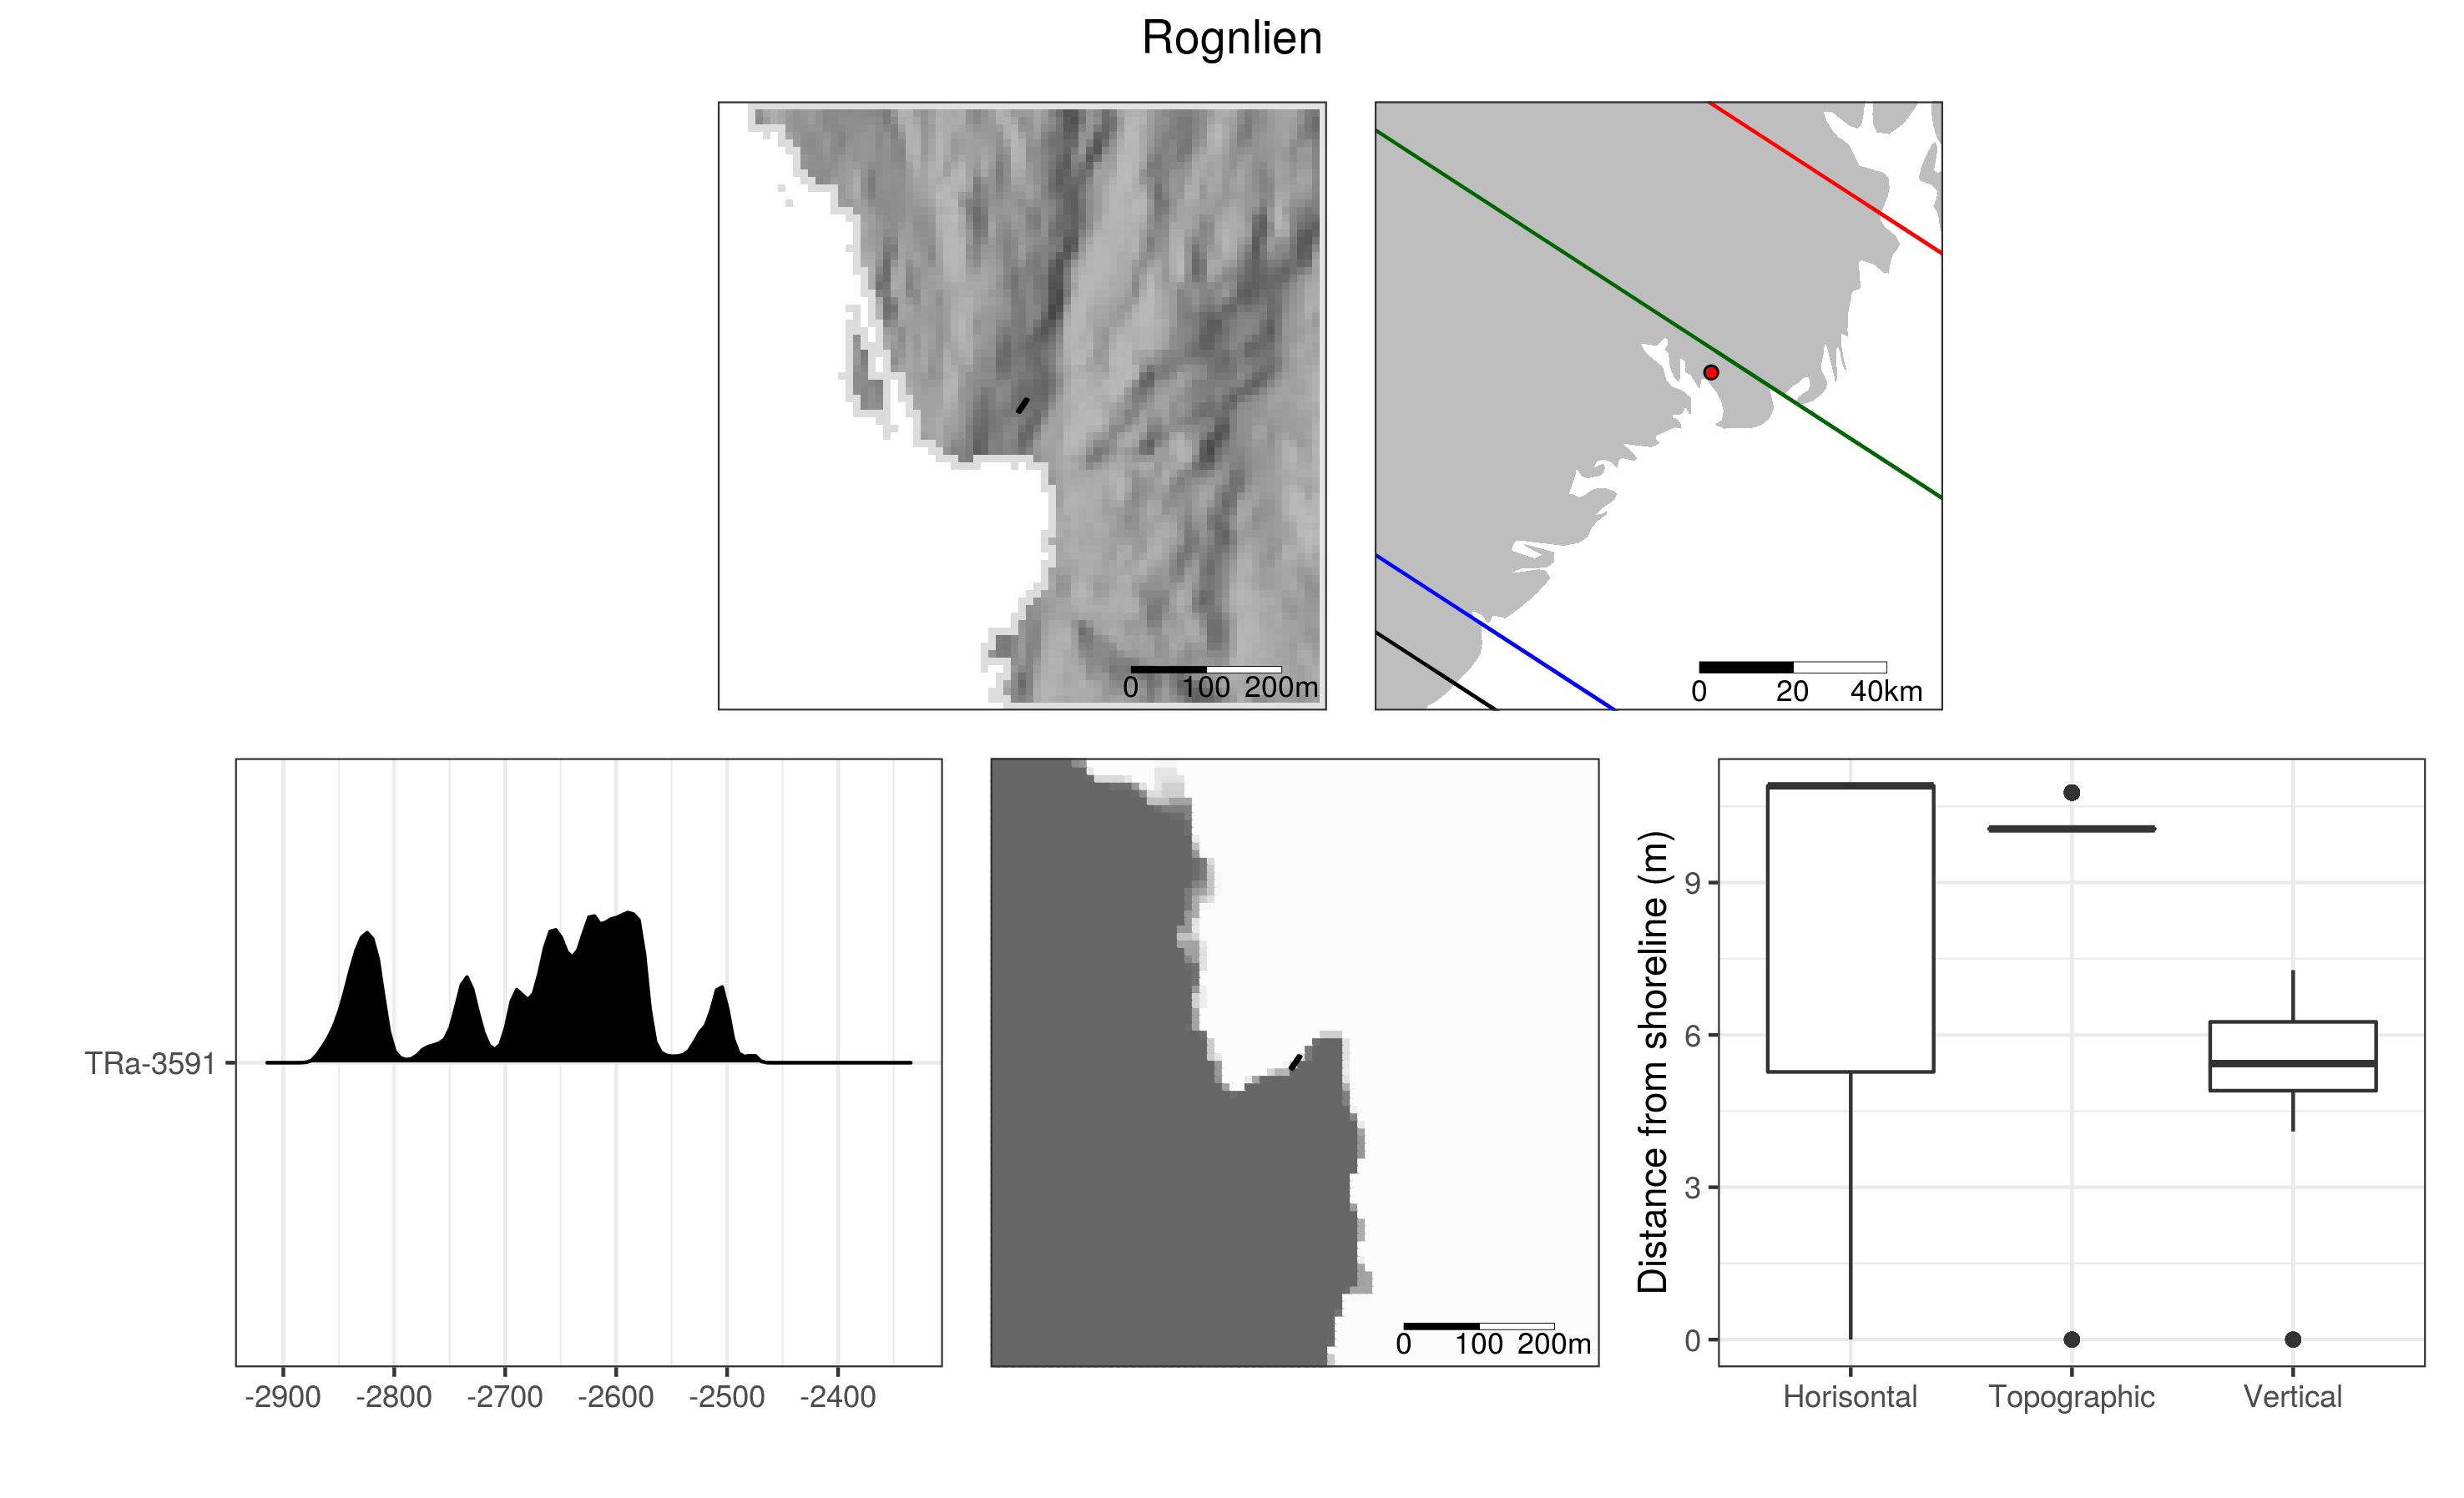 Rognlien
0 100 200m
0 20 40km
TRa-3591
-2900 -2800 -2700 -2600 -2500 -2400
0 100 200m
Distance from shoreline (m)
9
6
3
0
Horisontal Topographic Vertical